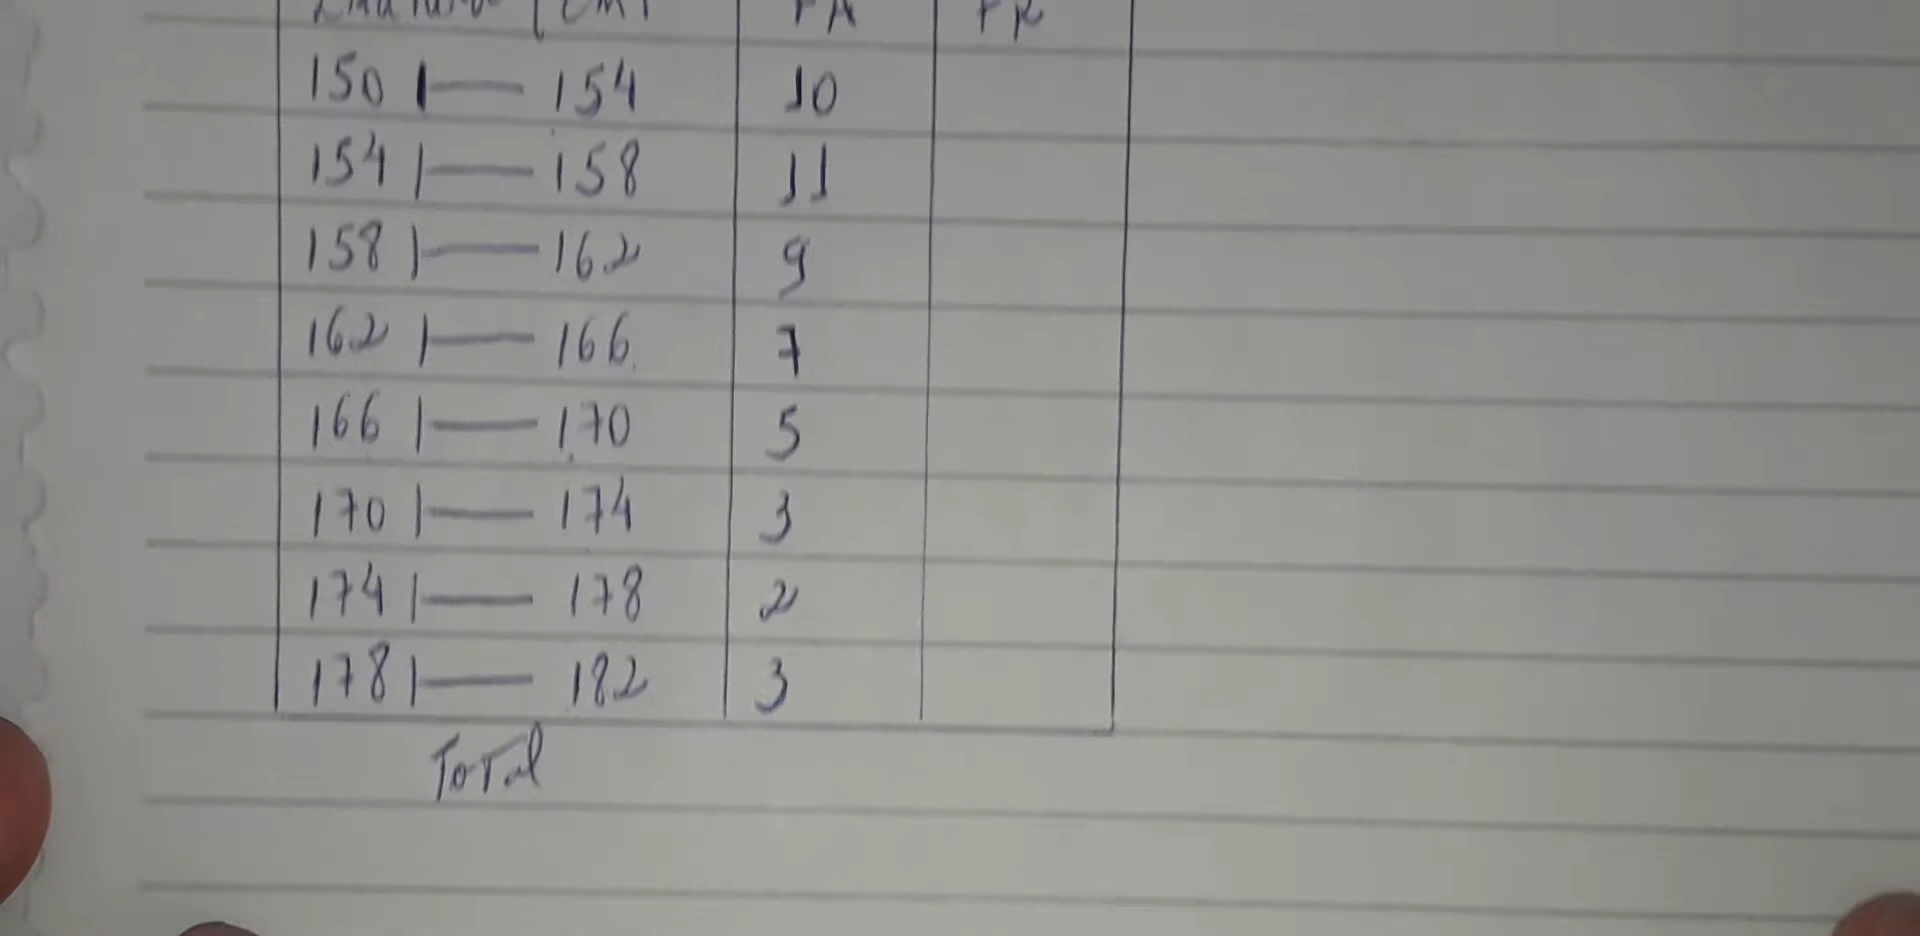 FA FR
150 |— 154 10
154 |— 158 11
158 |— 162 9
162 |— 166 7
166 |— 170 5
170 |— 174 3
174 |— 178 2
178 |— 182 3
Total